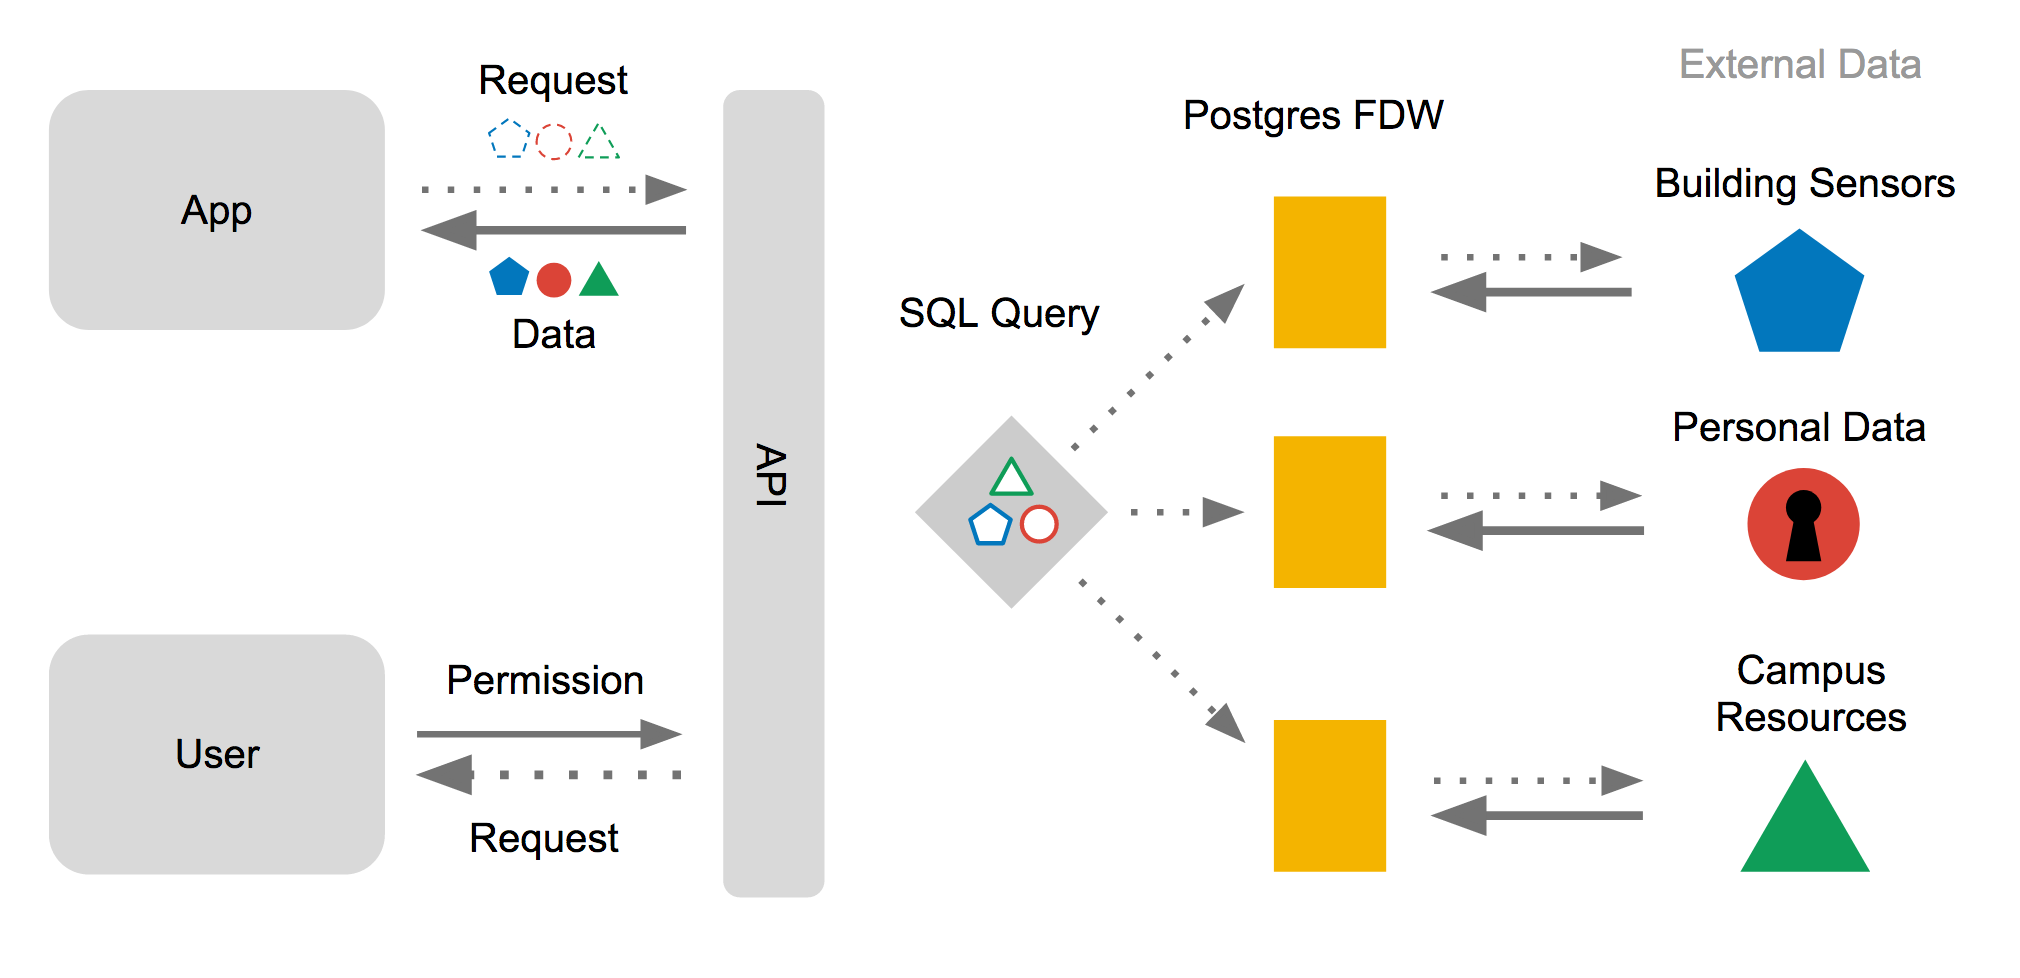 External Data
Request
Postgres FDW
Building Sensors
App
SQL Query
Data
Personal Data
API
Permission
Campus
Resources
User
Request